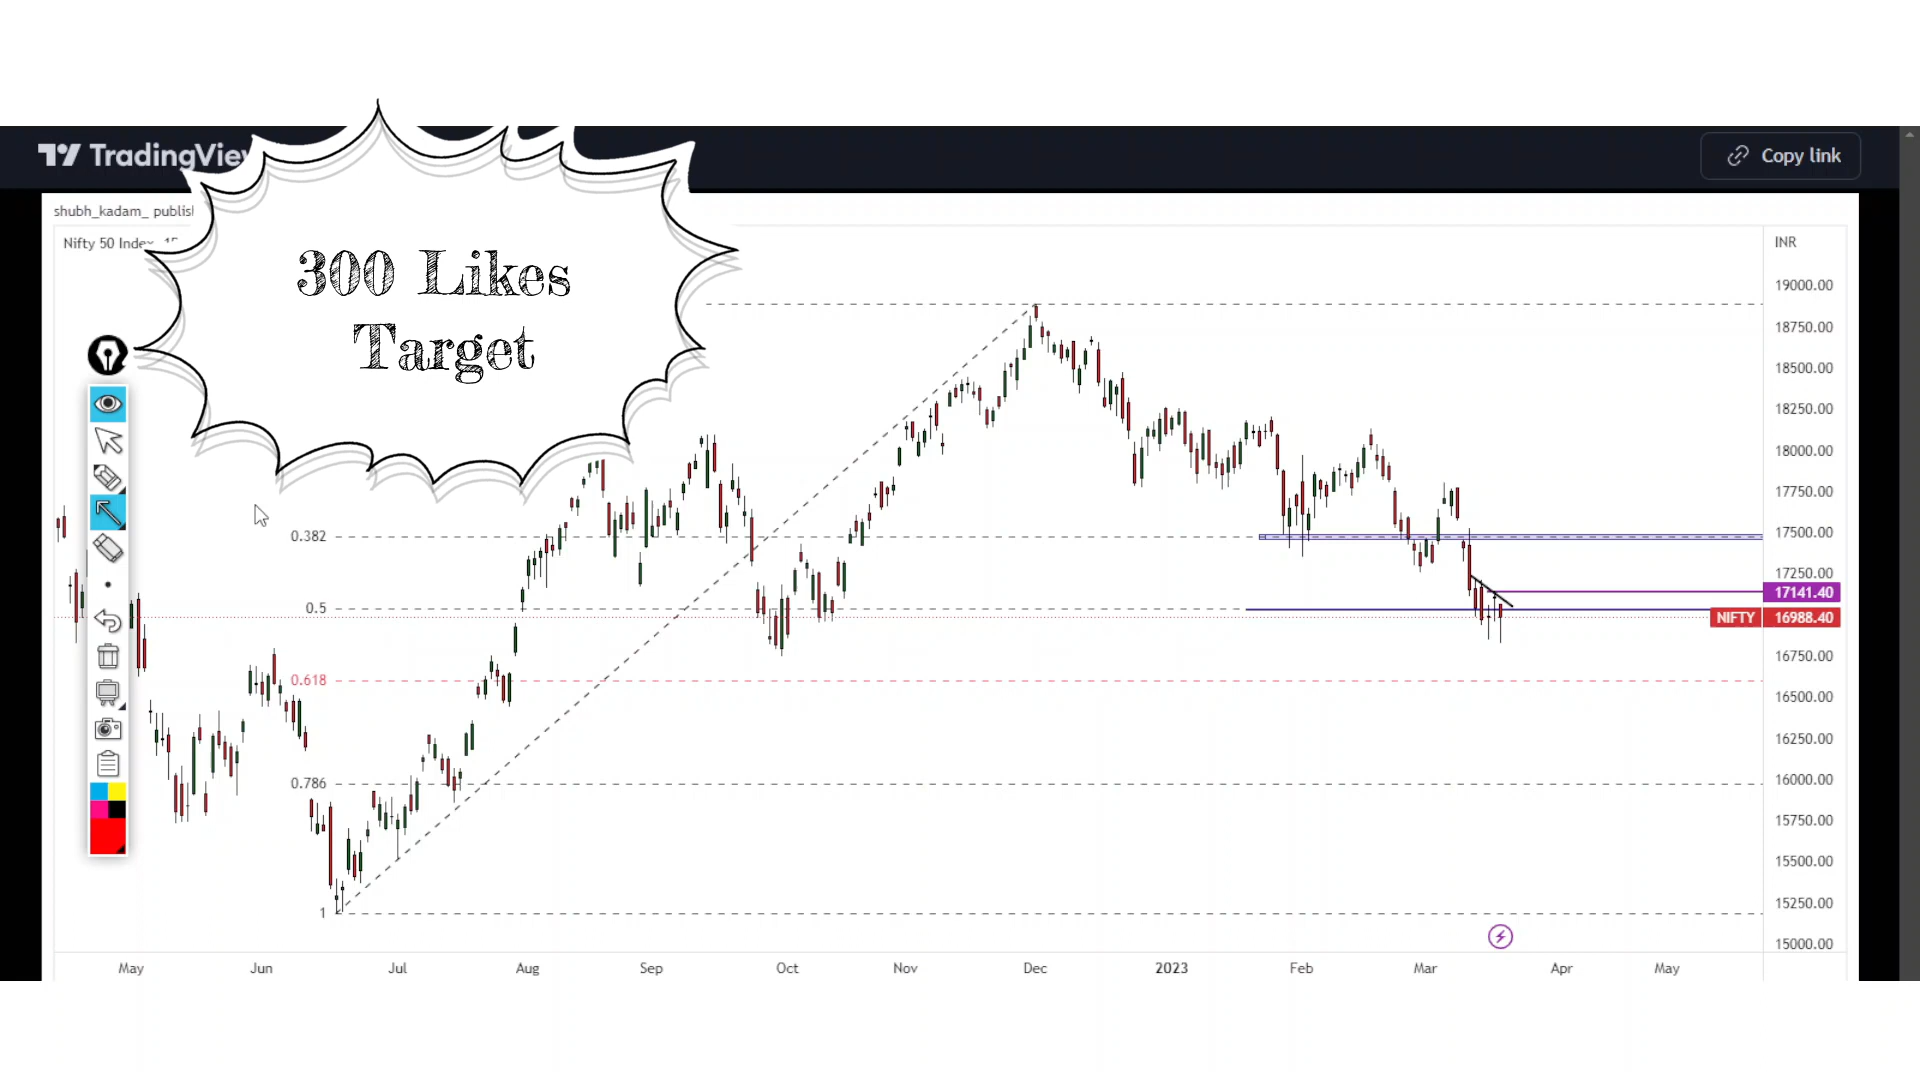 TradingView
Copy link
shubh_kadam_ publis
Nifty 50 Index
300 Likes
Target
INR
19000.00
18750.00
18500.00
18250.00
18000.00
17750.00
17500.00
17250.00
17141.40
NIFTY 16988.40
16750.00
16500.00
16250.00
16000.00
15750.00
15500.00
15250.00
15000.00
0.382
0.5
0.618
0.786
1
May Jun Jul Aug Sep Oct Nov Dec 2023 Feb Mar Apr May